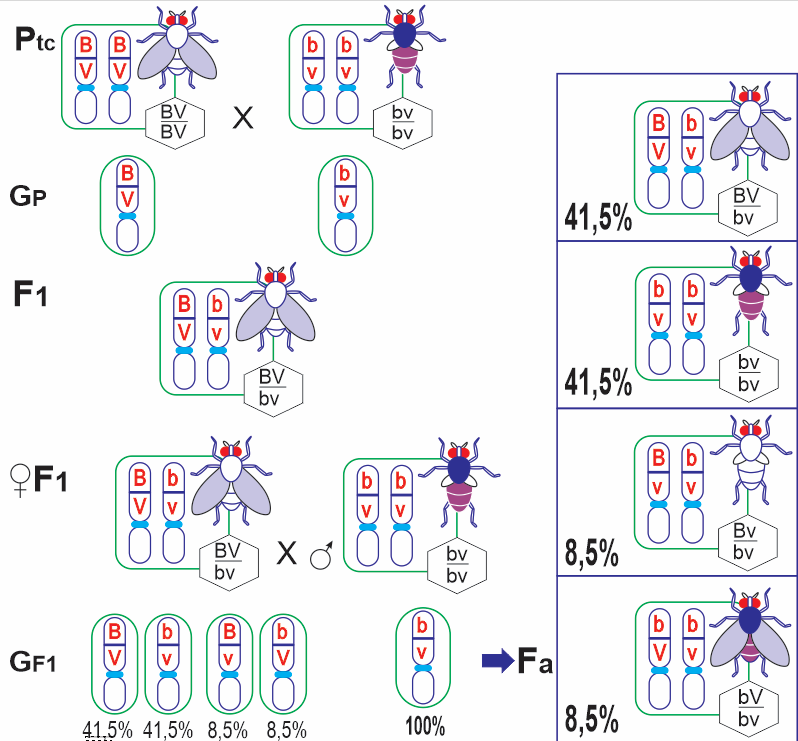 Ptc
B B
V V
BV
BV
X
b b
v v
bv
bv
GP
B
V
b
v
F1
B b
V v
BV
bv
♀F1
B b
V v
BV
bv
X ♂
b b
v v
bv
bv
GF1
B b B b
V v v V
41,5% 41,5% 8,5% 8,5%
b
v
100%
Fa
B b
V v
BV
bv
41,5%
b b
v v
bv
bv
41,5%
B b
v v
Bv
bv
8,5%
b b
V v
bV
bv
8,5%